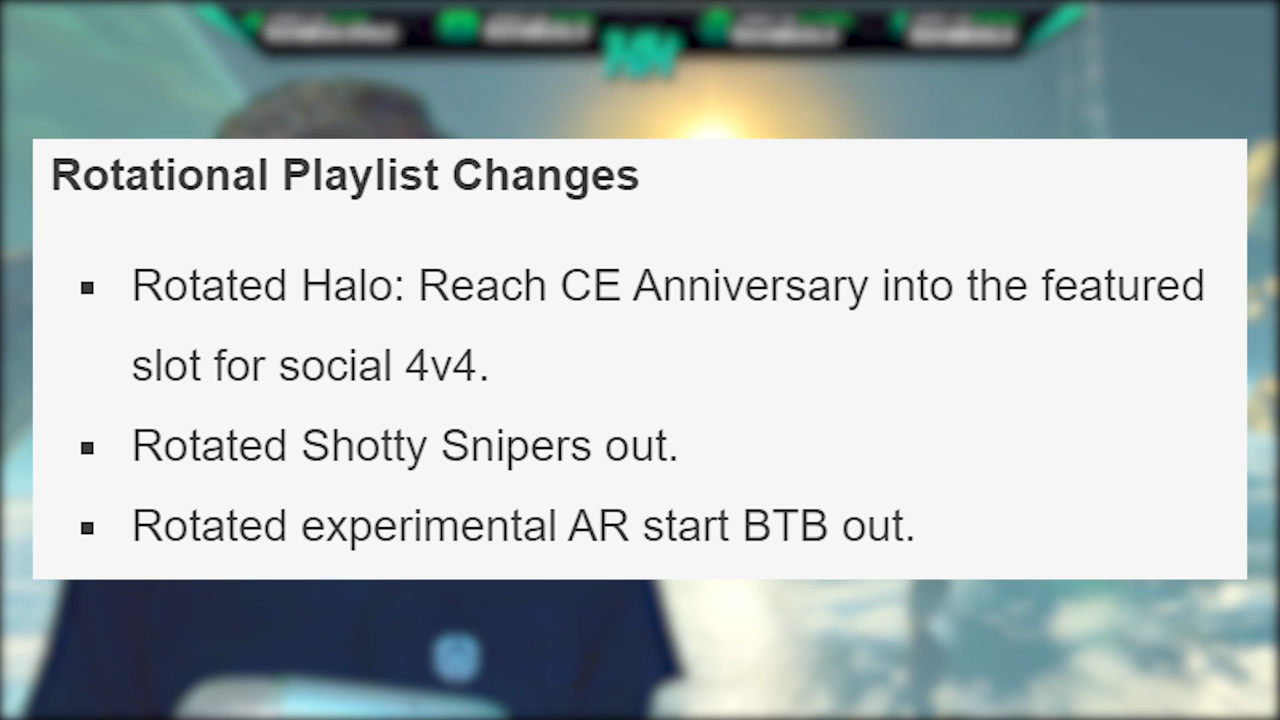 Rotational Playlist Changes
▪ Rotated Halo: Reach CE Anniversary into the featured
slot for social 4v4.
▪ Rotated Shotty Snipers out.
▪ Rotated experimental AR start BTB out.